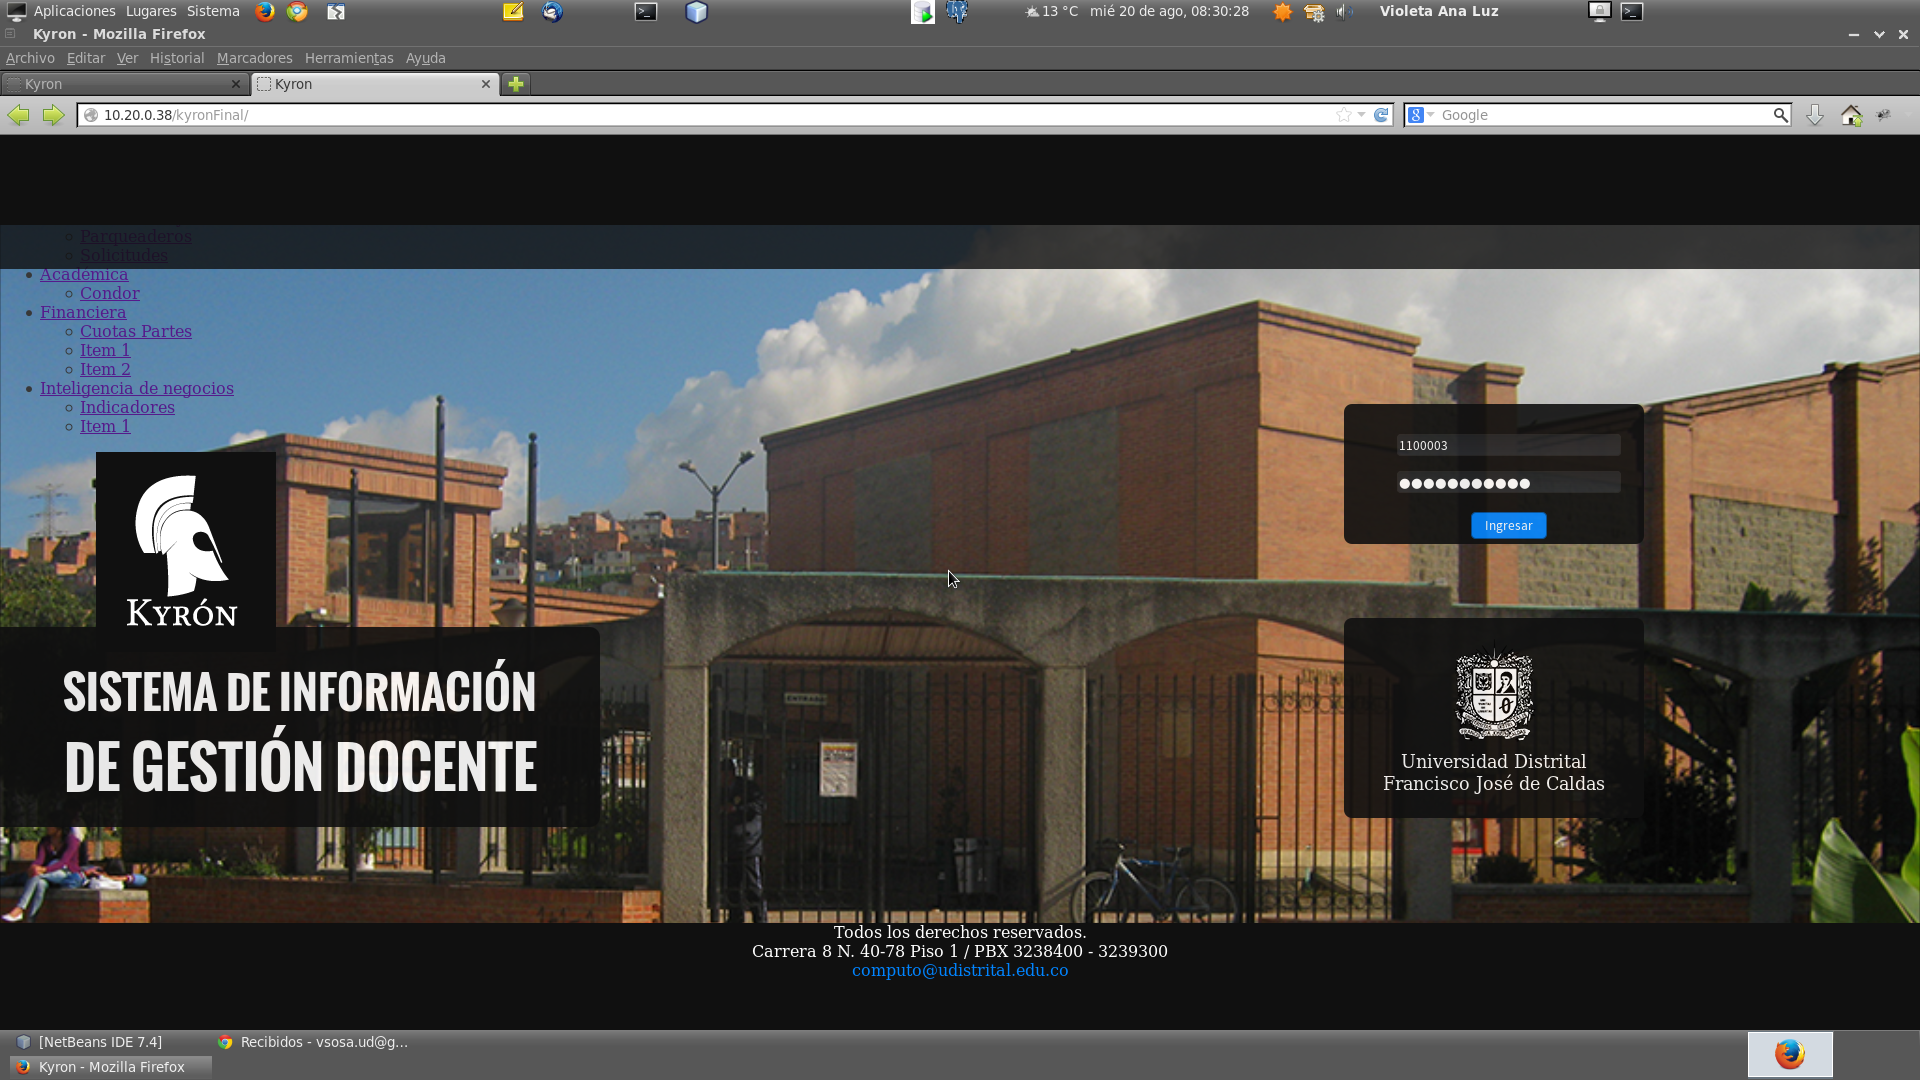 Aplicaciones Lugares Sistema 13 °C mié 20 de ago, 08:30:28 Violeta Ana Luz
Kyron - Mozilla Firefox
Archivo Editar Ver Historial Marcadores Herramientas Ayuda
Kyron Kyron
10.20.0.38/kyronFinal/ Google
Parqueaderos
Solicitudes
Académica
Condor
Financiera
Cuotas Partes
Item 1
Item 2
Inteligencia de negocios
Indicadores
Item 1
KYRÓN
SISTEMA DE INFORMACIÓN
DE GESTIÓN DOCENTE
1100003
Ingresar
ENTRADA
Universidad Distrital
Francisco José de Caldas
Todos los derechos reservados.
Carrera 8 N. 40-78 Piso 1 / PBX 3238400 - 3239300
computo@udistrital.edu.co
[NetBeans IDE 7.4] Recibidos - vsosa.ud@g...
Kyron - Mozilla Firefox